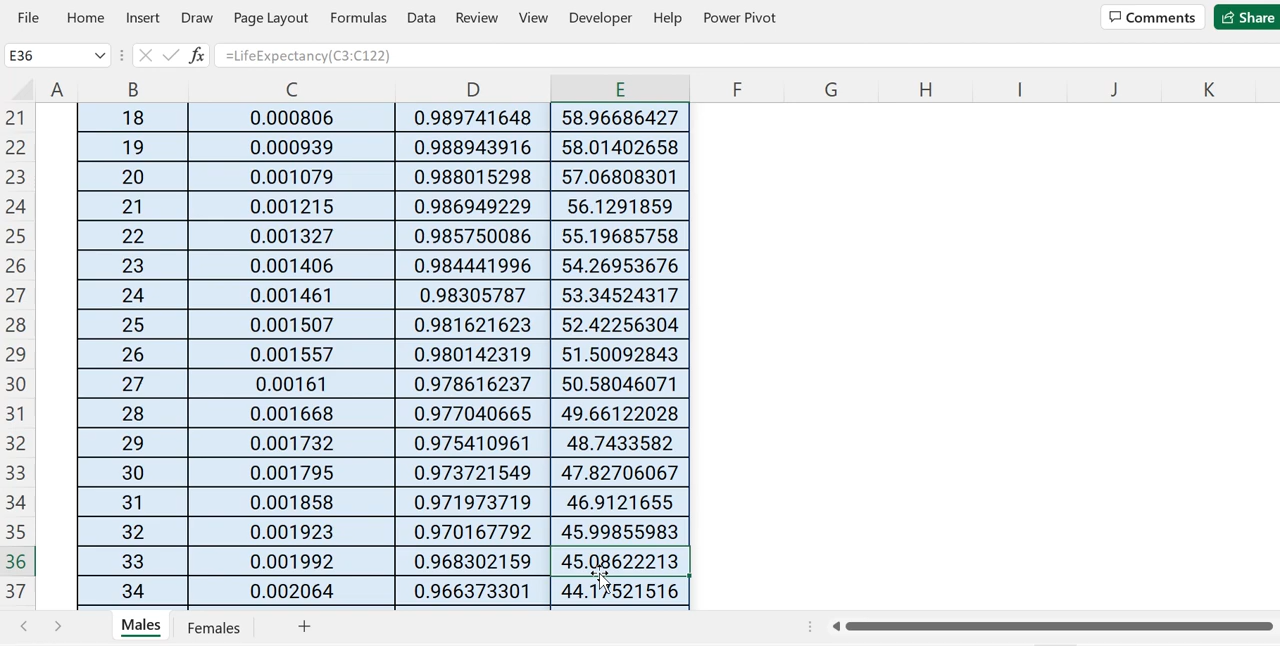 File Home Insert Draw Page Layout Formulas Data Review View Developer Help Power Pivot Comments Share
E36 fx =LifeExpectancy(C3:C122)
A B C D E F G H I J K
21 18 0.000806 0.989741648 58.96686427
22 19 0.000939 0.988943916 58.01402658
23 20 0.001079 0.988015298 57.06808301
24 21 0.001215 0.986949229 56.1291859
25 22 0.001327 0.985750086 55.19685758
26 23 0.001406 0.984441996 54.26953676
27 24 0.001461 0.98305787 53.34524317
28 25 0.001507 0.981621623 52.42256304
29 26 0.001557 0.980142319 51.50092843
30 27 0.00161 0.978616237 50.58046071
31 28 0.001668 0.977040665 49.66122028
32 29 0.001732 0.975410961 48.7433582
33 30 0.001795 0.973721549 47.82706067
34 31 0.001858 0.971973719 46.9121655
35 32 0.001923 0.970167792 45.99855983
36 33 0.001992 0.968302159 45.08622213
37 34 0.002064 0.966373301 44.17521516
Males Females